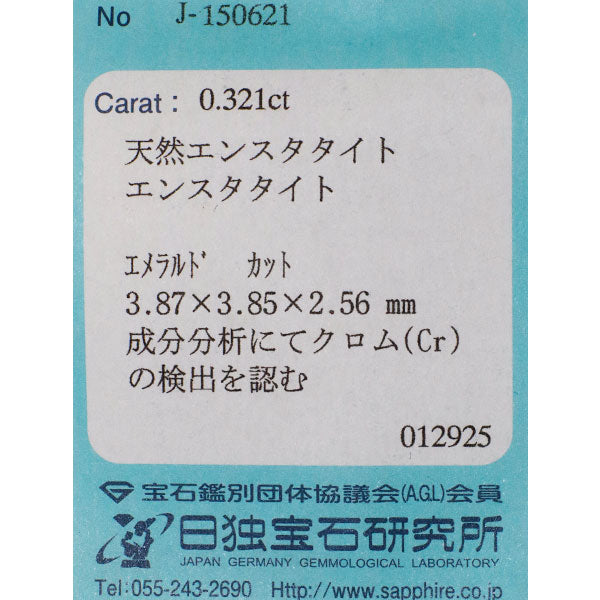 No J-150621
Carat: 0.321ct
天然エンスタタイト
エンスタタイト
ｴﾒﾗﾙﾄﾞ ｶｯﾄ
3.87×3.85×2.56 mm
成分分析にてクロム(Cr)
の検出を認む
012925
宝石鑑別団体協議会(A.G.L)会員
日独宝石研究所
JAPAN GERMANY GEMMOLOGICAL LABORATORY
Tel:055-243-2690 Http://www.sapphire.co.jp